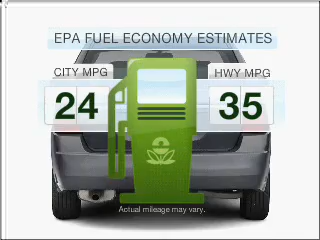 EPA FUEL ECONOMY ESTIMATES
CITY MPG
HWY MPG
24
35
Actual mileage may vary.